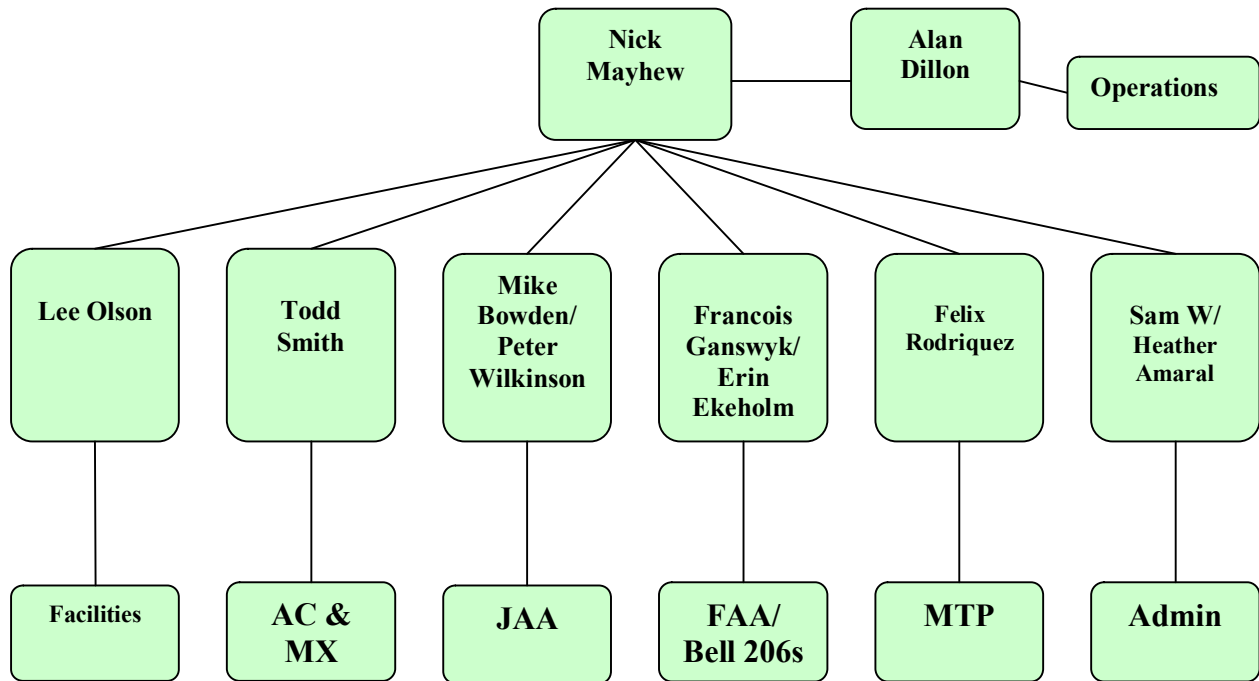 Nick
Mayhew
Alan
Dillon
Operations
Lee Olson
Todd
Smith
Mike
Bowden/
Peter
Wilkinson
Francois
Ganswyk/
Erin
Ekeholm
Felix
Rodriquez
Sam W/
Heather
Amaral
Facilities
AC &
MX
JAA
FAA/
Bell 206s
MTP
Admin